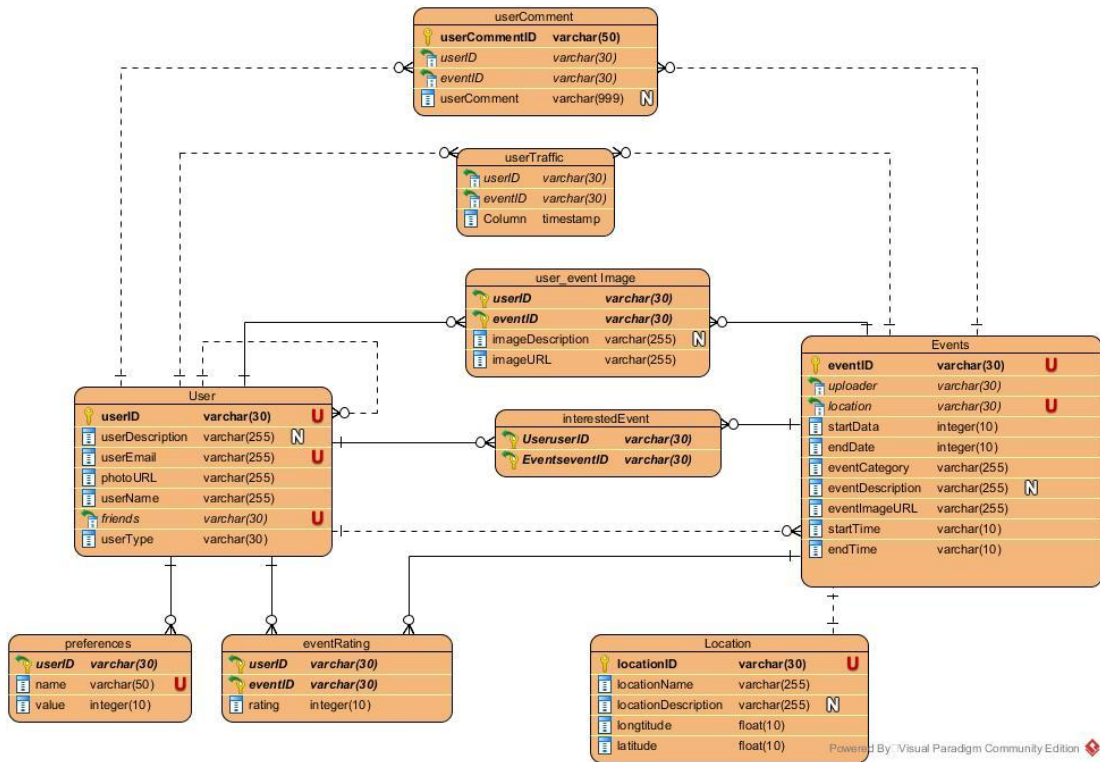 userComment
userCommentID varchar(50)
userID varchar(30)
eventID varchar(30)
userComment varchar(999) N
userTraffic
userID varchar(30)
eventID varchar(30)
Column timestamp
user_event Image
userID varchar(30)
eventID varchar(30)
imageDescription varchar(255) N
imageURL varchar(255)
User
userID varchar(30) U
userDescription varchar(255) N
userEmail varchar(255) U
photoURL varchar(255)
userName varchar(255)
friends varchar(30) U
userType varchar(30)
interestedEvent
UseruserID varchar(30)
EventseventID varchar(30)
Events
eventID varchar(30) U
uploader varchar(30)
location varchar(30) U
startData integer(10)
endDate integer(10)
eventCategory varchar(255)
eventDescription varchar(255) N
eventImageURL varchar(255)
startTime varchar(10)
endTime varchar(10)
preferences
userID varchar(30)
name varchar(50) U
value integer(10)
eventRating
userID varchar(30)
eventID varchar(30)
rating integer(10)
Location
locationID varchar(30) U
locationName varchar(255)
locationDescription varchar(255) N
longtitude float(10)
latitude float(10)
Powered By Visual Paradigm Community Edition